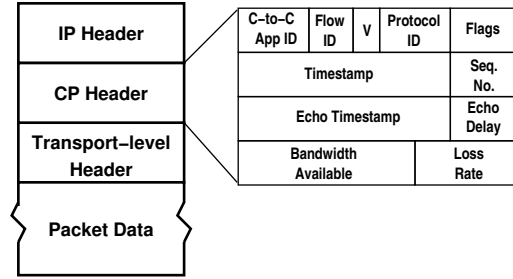 IP Header
CP Header
Transport–level
Header
Packet Data
C–to–C
App ID
Flow
ID
V
Protocol
ID
Flags
Timestamp
Seq.
No.
Echo Timestamp
Echo
Delay
Bandwidth
Available
Loss
Rate